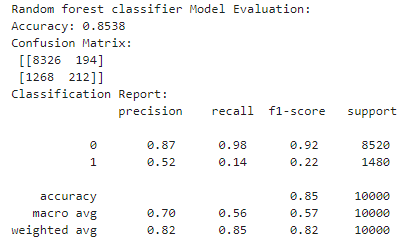 Random forest classifier Model Evaluation:
Accuracy: 0.8538
Confusion Matrix:
[[8326 194]
[1268 212]]
Classification Report:
precision recall f1-score support
0 0.87 0.98 0.92 8520
1 0.52 0.14 0.22 1480
accuracy 0.85 10000
macro avg 0.70 0.56 0.57 10000
weighted avg 0.82 0.85 0.82 10000